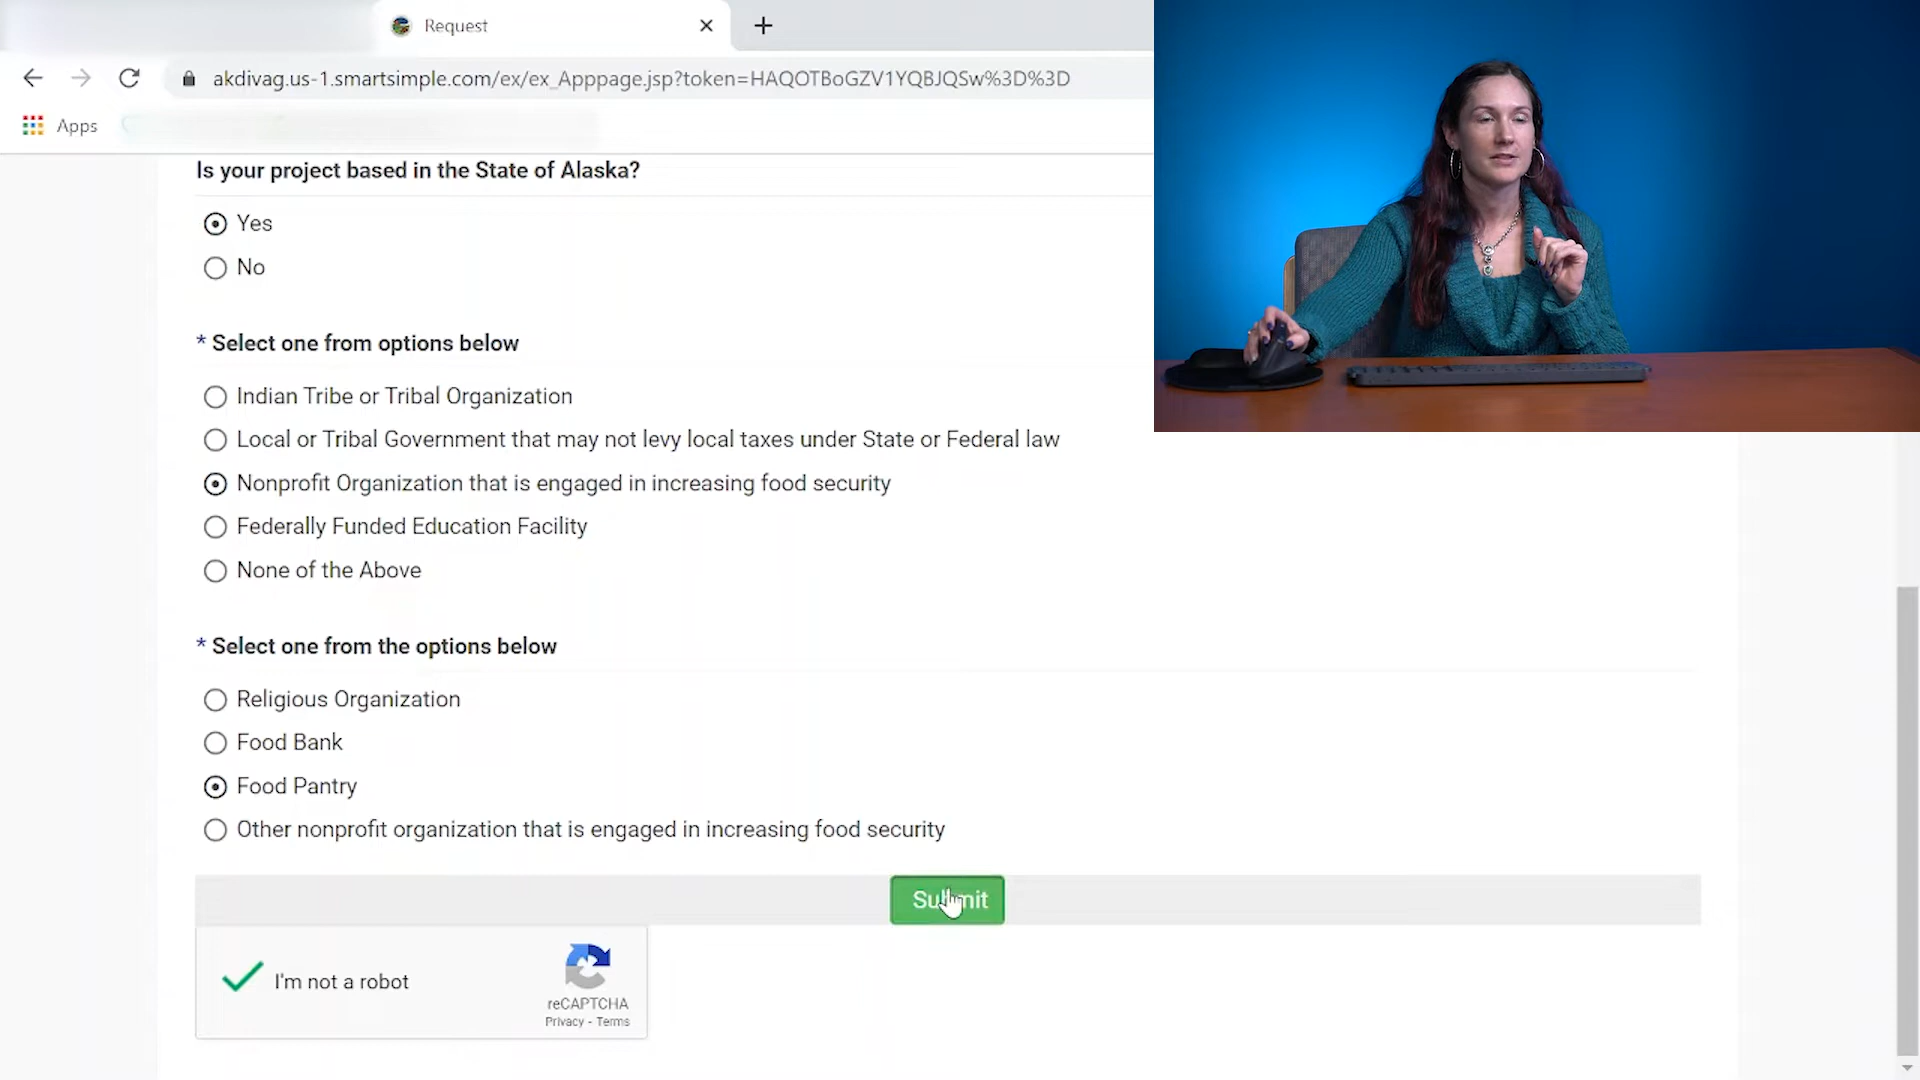 Request
akdivag.us-1.smartsimple.com/ex/ex_Apppage.jsp?token=HAQOTBoGZV1YQBJQSw%3D%3D
Apps
Is your project based in the State of Alaska?
Yes
No
* Select one from options below
Indian Tribe or Tribal Organization
Local or Tribal Government that may not levy local taxes under State or Federal law
Nonprofit Organization that is engaged in increasing food security
Federally Funded Education Facility
None of the Above
* Select one from the options below
Religious Organization
Food Bank
Food Pantry
Other nonprofit organization that is engaged in increasing food security
Submit
I'm not a robot
reCAPTCHA
Privacy - Terms